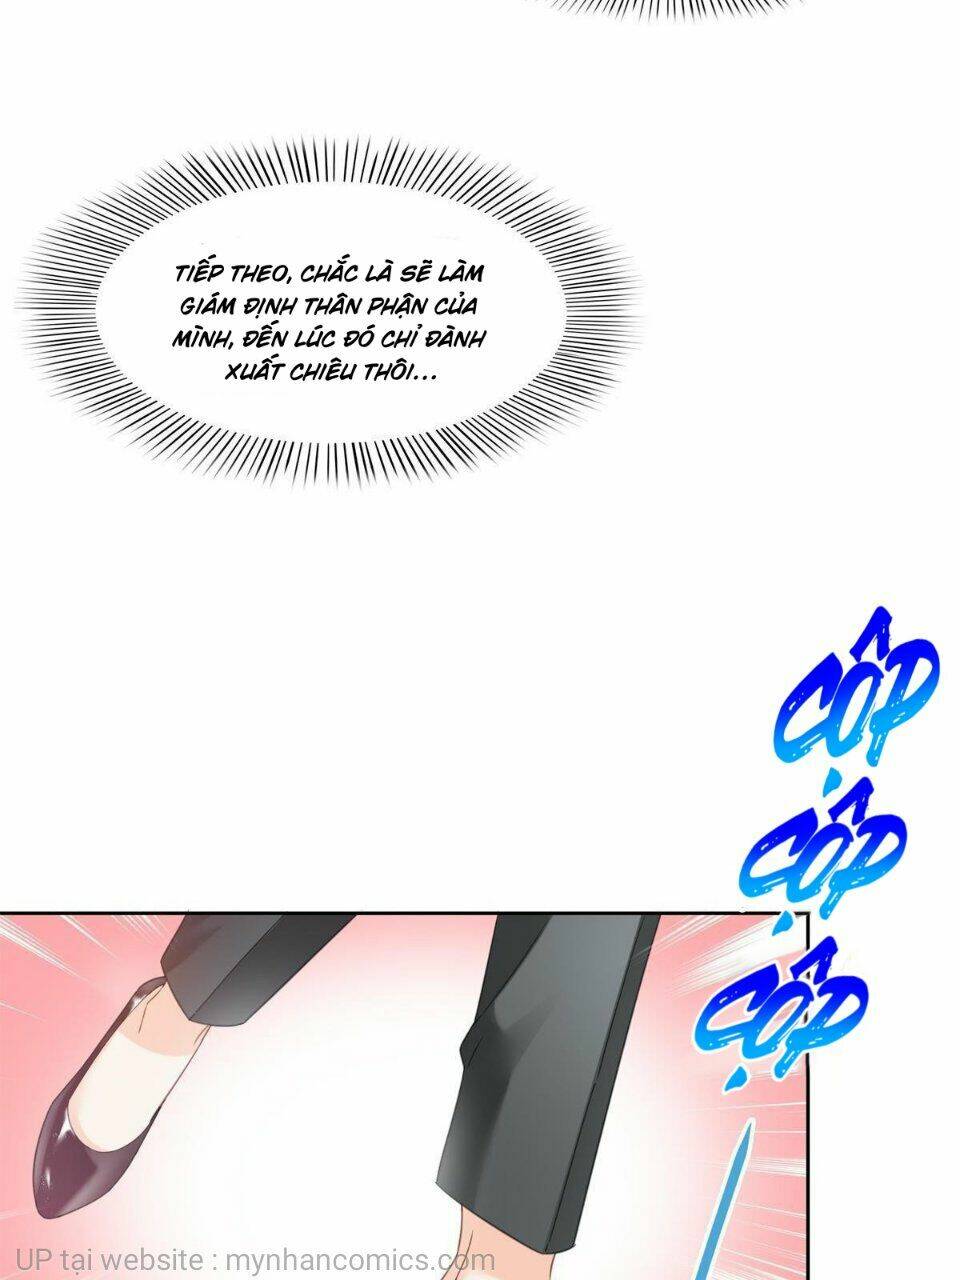 TIẾP THEO, CHẮC LÀ SẼ LÀM
GIÁM ĐỊNH THÂN PHẬN CỦA
MÌNH, ĐẾN LÚC ĐÓ CHỈ ĐÀNH
XUẤT CHIÊU THÔI...
CỘP
CỘP
CỘP
UP tại website : mynhancomics.com